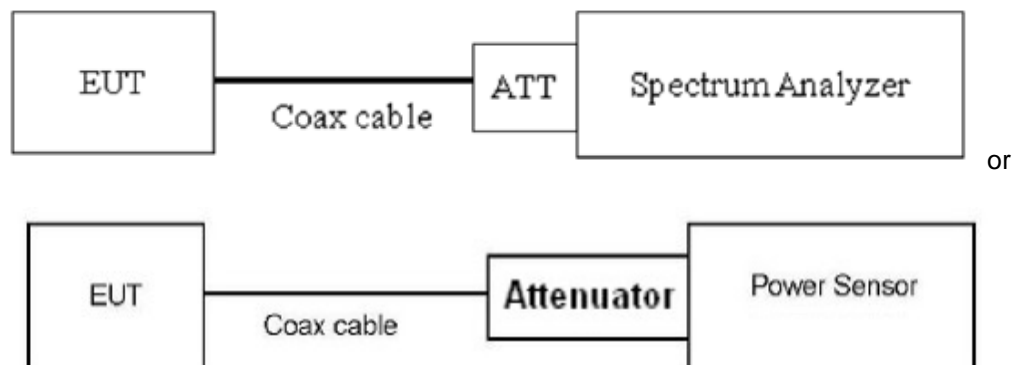 EUT
ATT
Spectrum Analyzer
Coax cable
or
EUT
Attenuator
Power Sensor
Coax cable